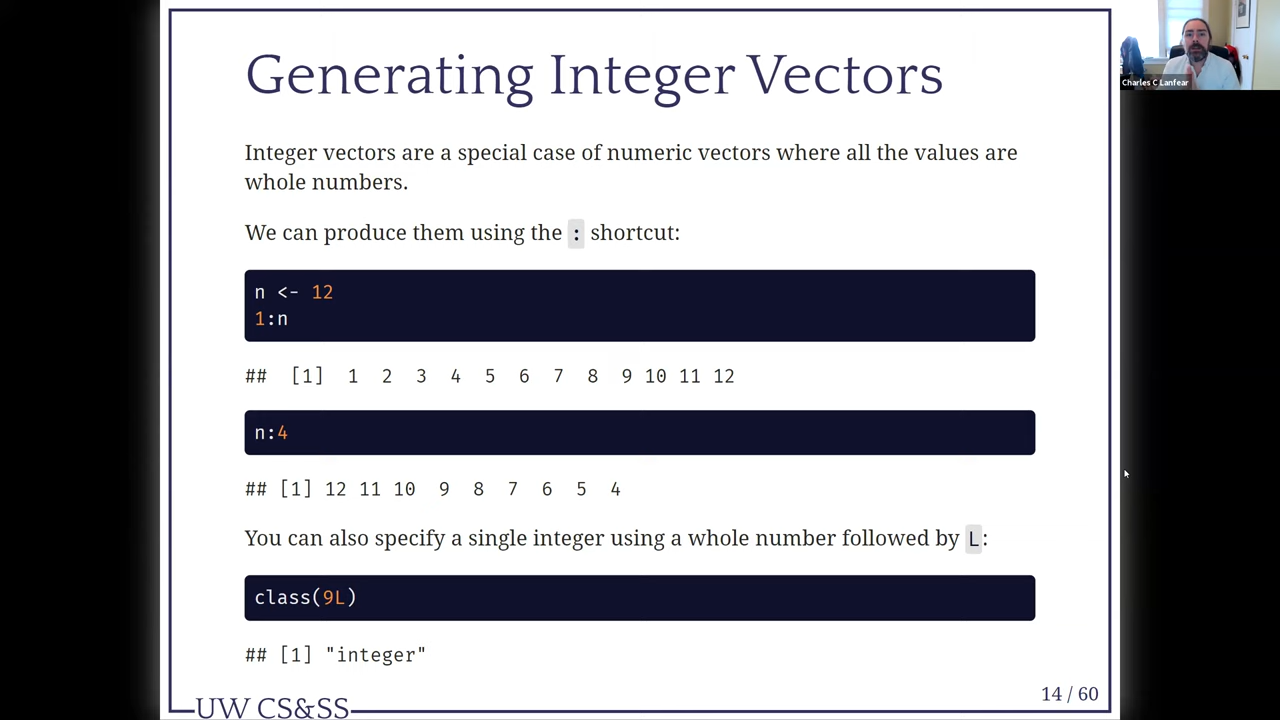 Generating Integer Vectors
Charles C Lanfear
Integer vectors are a special case of numeric vectors where all the values are
whole numbers.
We can produce them using the : shortcut:
n <- 12
1:n
##  [1]  1  2  3  4  5  6  7  8  9 10 11 12
n:4
## [1] 12 11 10  9  8  7  6  5  4
You can also specify a single integer using a whole number followed by L:
class(9L)
## [1] "integer"
14 / 60
UW CS&SS